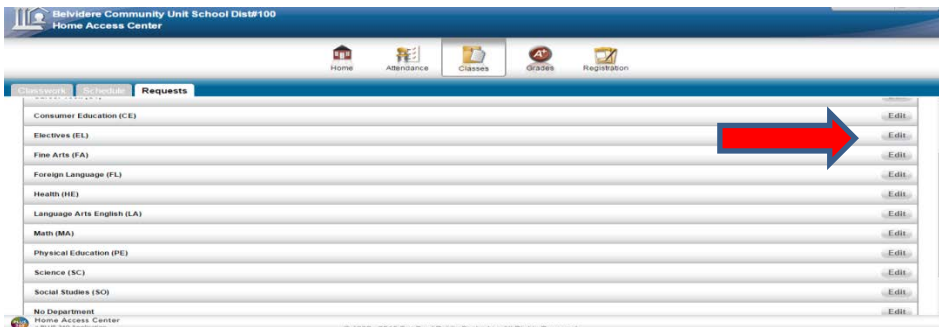 Belvidere Community Unit School Dist#100
Home Access Center
Home Attendance Classes Grades Registration
Classwork Schedule Requests
Consumer Education (CE) Edit
Electives (EL) Edit
Fine Arts (FA) Edit
Foreign Language (FL) Edit
Health (HE) Edit
Language Arts English (LA) Edit
Math (MA) Edit
Physical Education (PE) Edit
Science (SC) Edit
Social Studies (SO) Edit
No Department Edit
Home Access Center